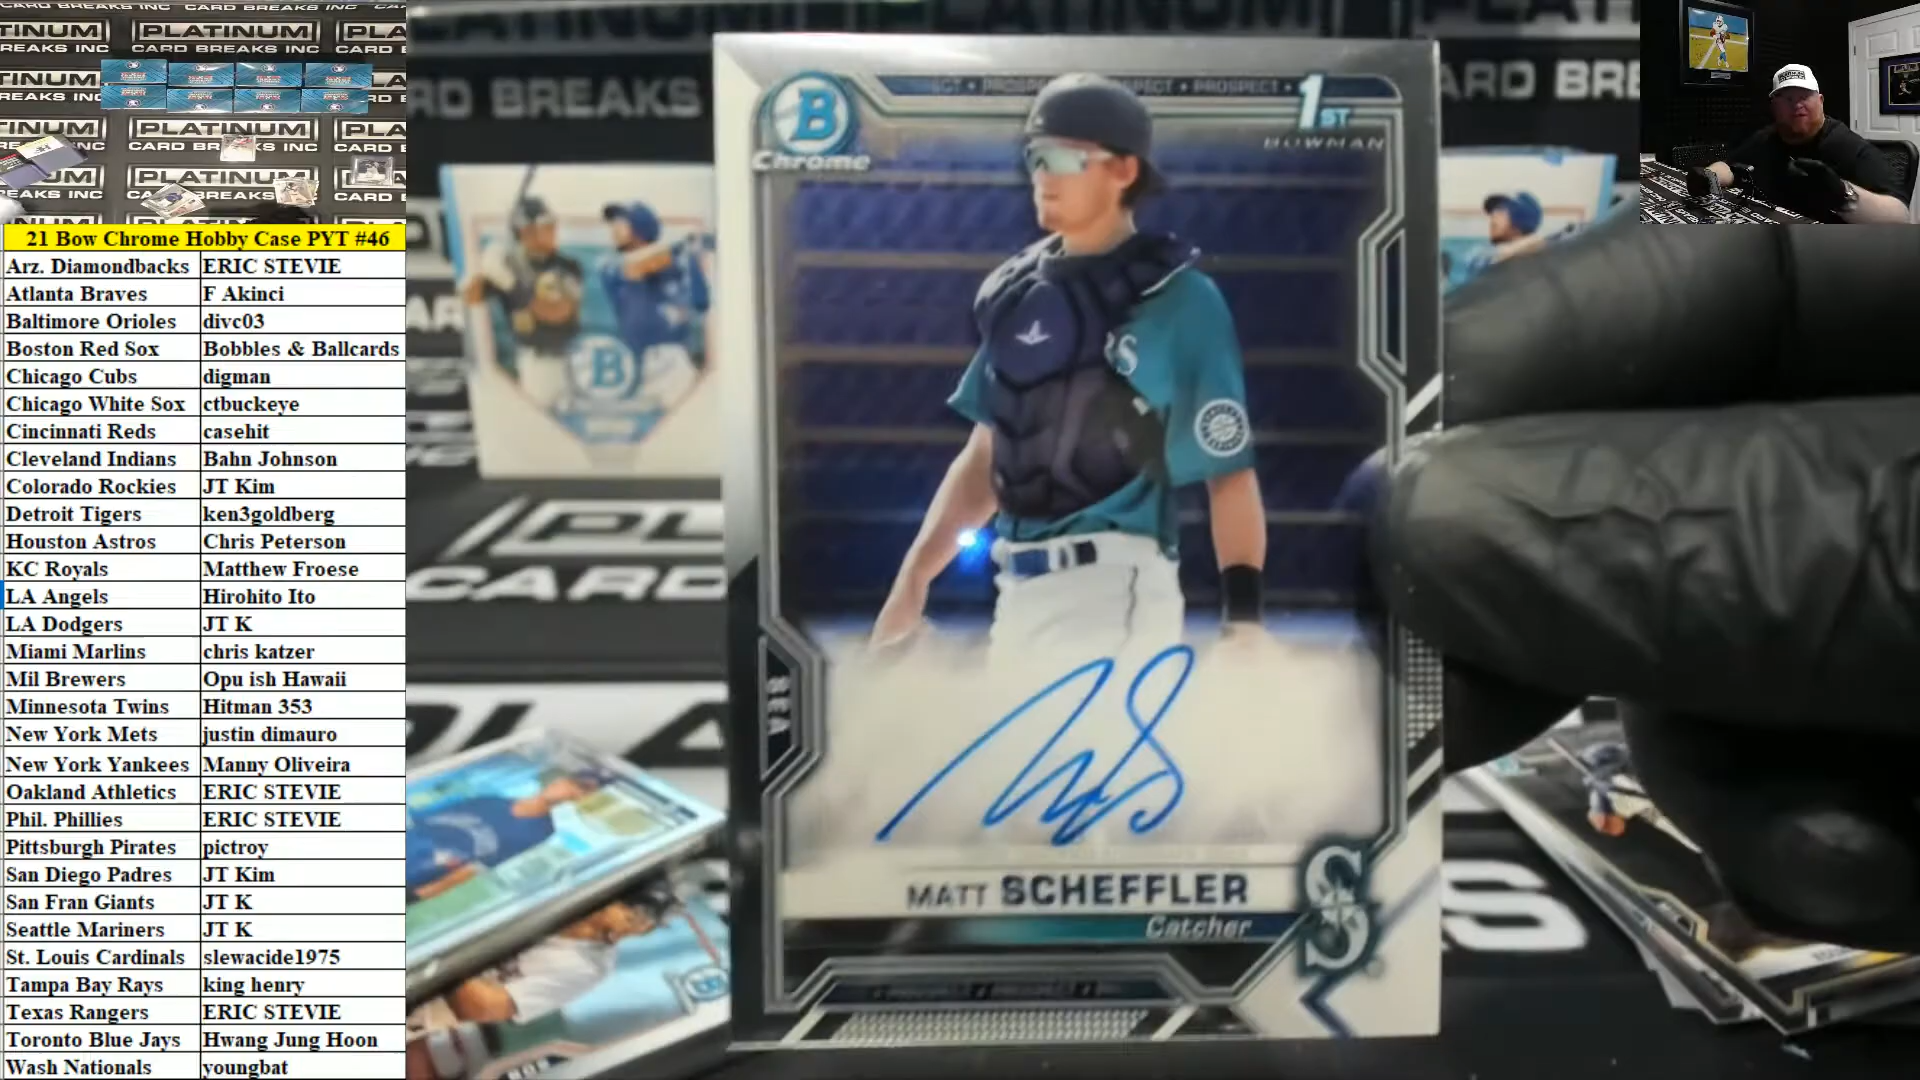 PLATINUM
CARD BREAKS INC
21 Bow Chrome Hobby Case PYT #46
Arz. Diamondbacks ERIC STEVIE
Atlanta Braves F Akinci
Baltimore Orioles divc03
Boston Red Sox Bobbles & Ballcards
Chicago Cubs digman
Chicago White Sox ctbuckeye
Cincinnati Reds casehit
Cleveland Indians Bahn Johnson
Colorado Rockies JT Kim
Detroit Tigers ken3goldberg
Houston Astros Chris Peterson
KC Royals Matthew Froese
LA Angels Hirohito Ito
LA Dodgers JT K
Miami Marlins chris katzer
Mil Brewers Opu ish Hawaii
Minnesota Twins Hitman 353
New York Mets justin dimauro
New York Yankees Manny Oliveira
Oakland Athletics ERIC STEVIE
Phil. Phillies ERIC STEVIE
Pittsburgh Pirates pictroy
San Diego Padres JT Kim
San Fran Giants JT K
Seattle Mariners JT K
St. Louis Cardinals slewacide1975
Tampa Bay Rays king henry
Texas Rangers ERIC STEVIE
Toronto Blue Jays Hwang Jung Hoon
Wash Nationals youngbat
PROSPECT
B
Chrome
1ST
BOWMAN
SEA
MATT SCHEFFLER
Catcher
S